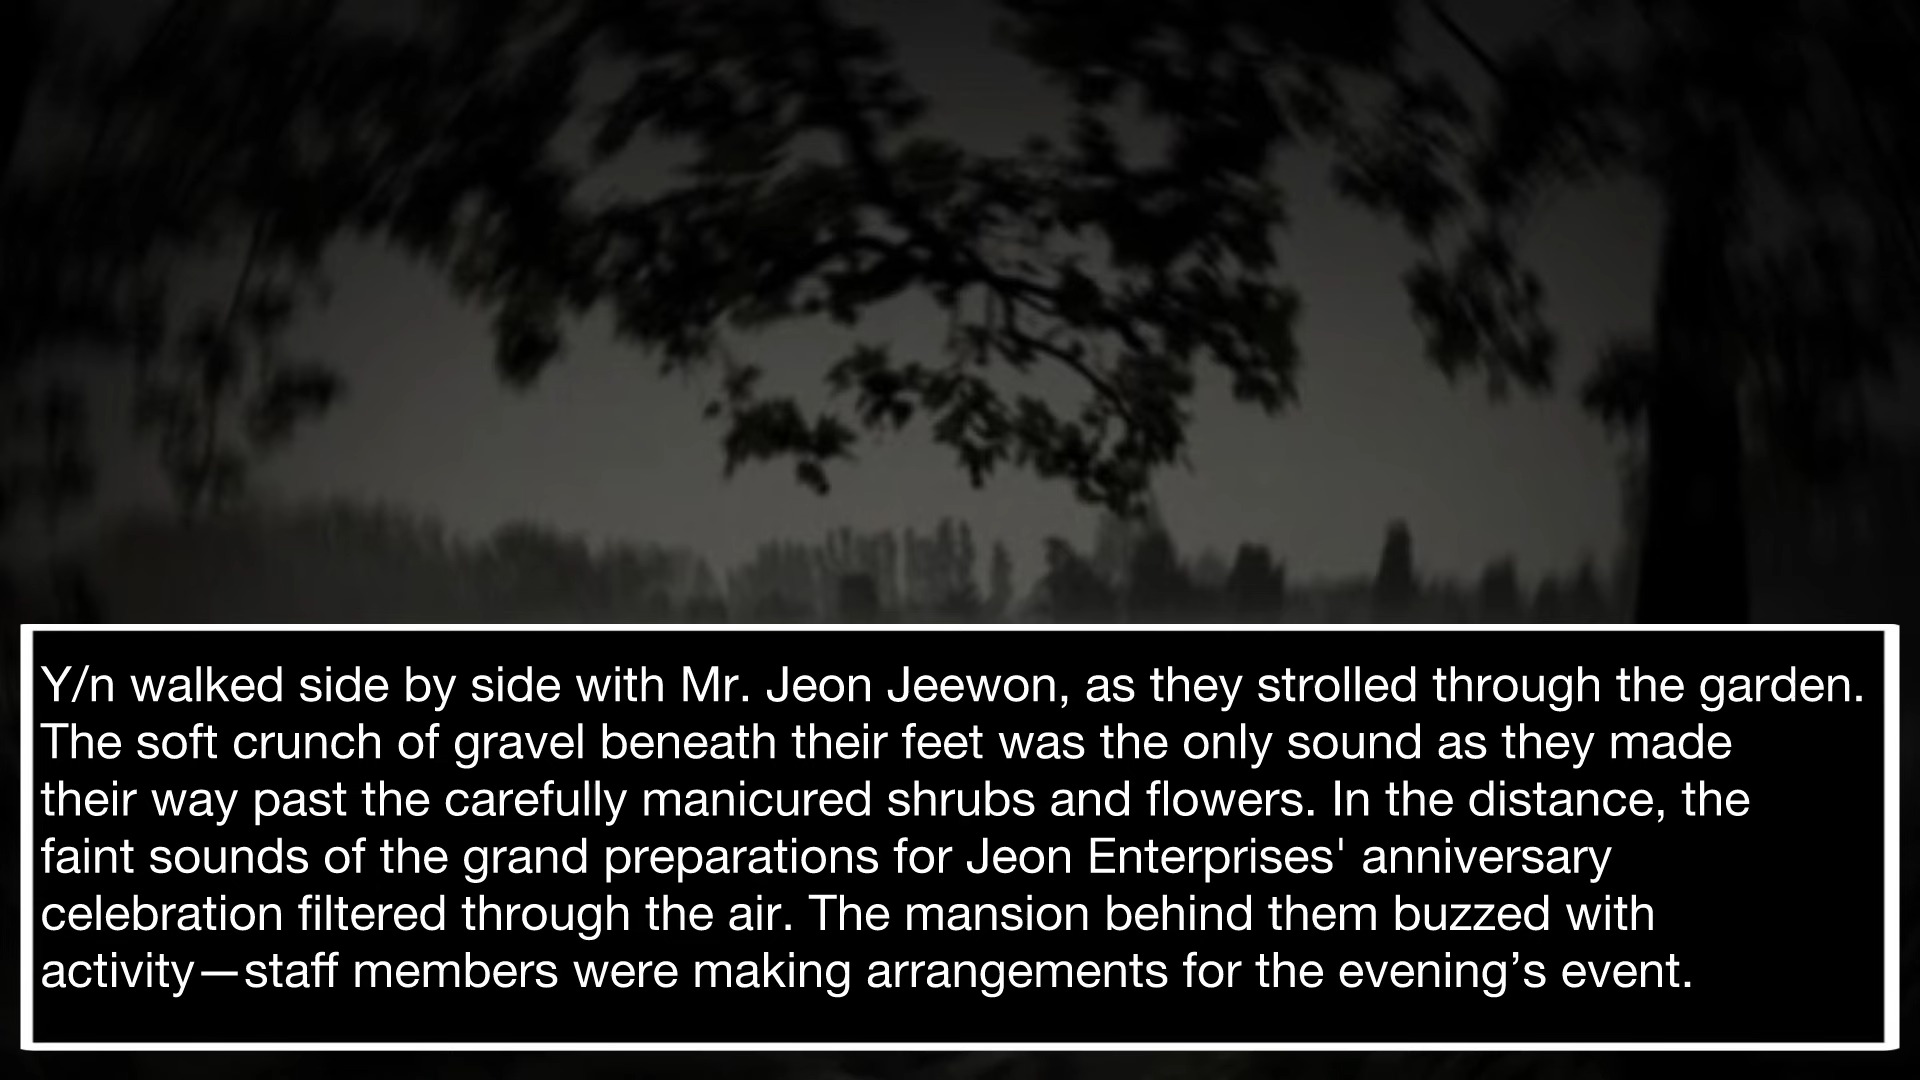 Y/n walked side by side with Mr. Jeon Jeewon, as they strolled through the garden.
The soft crunch of gravel beneath their feet was the only sound as they made
their way past the carefully manicured shrubs and flowers. In the distance, the
faint sounds of the grand preparations for Jeon Enterprises' anniversary
celebration filtered through the air. The mansion behind them buzzed with
activity—staff members were making arrangements for the evening’s event.